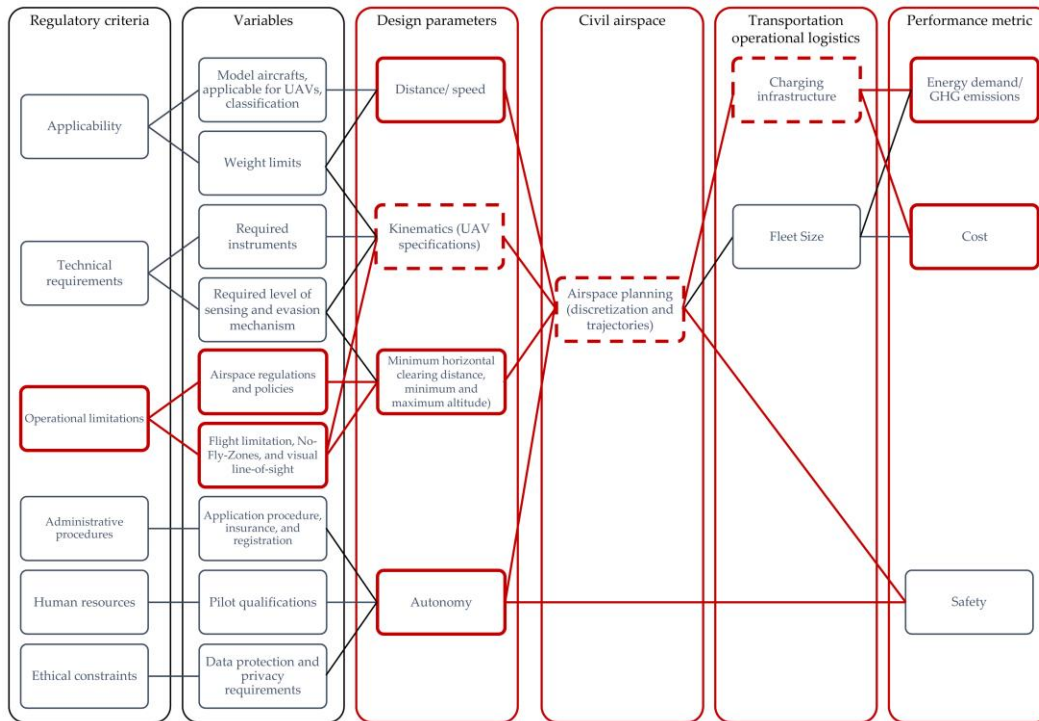 Regulatory criteria
Variables
Design parameters
Civil airspace
Transportation
operational logistics
Performance metric
Applicability
Technical
requirements
Operational limitations
Administrative
procedures
Human resources
Ethical constraints
Model aircrafts,
applicable for UAVs,
classification
Weight limits
Required
instruments
Required level of
sensing and evasion
mechanism
Airspace regulations
and policies
Flight limitation, No-
Fly-Zones, and visual
line-of-sight
Application procedure,
insurance, and
registration
Pilot qualifications
Data protection and
privacy
requirements
Distance/ speed
Kinematics (UAV
specifications)
Minimum horizontal
clearing distance,
minimum and
maximum altitude)
Autonomy
Airspace planning
(discretization and
trajectories)
Charging
infrastructure
Fleet Size
Energy demand/
GHG emissions
Cost
Safety